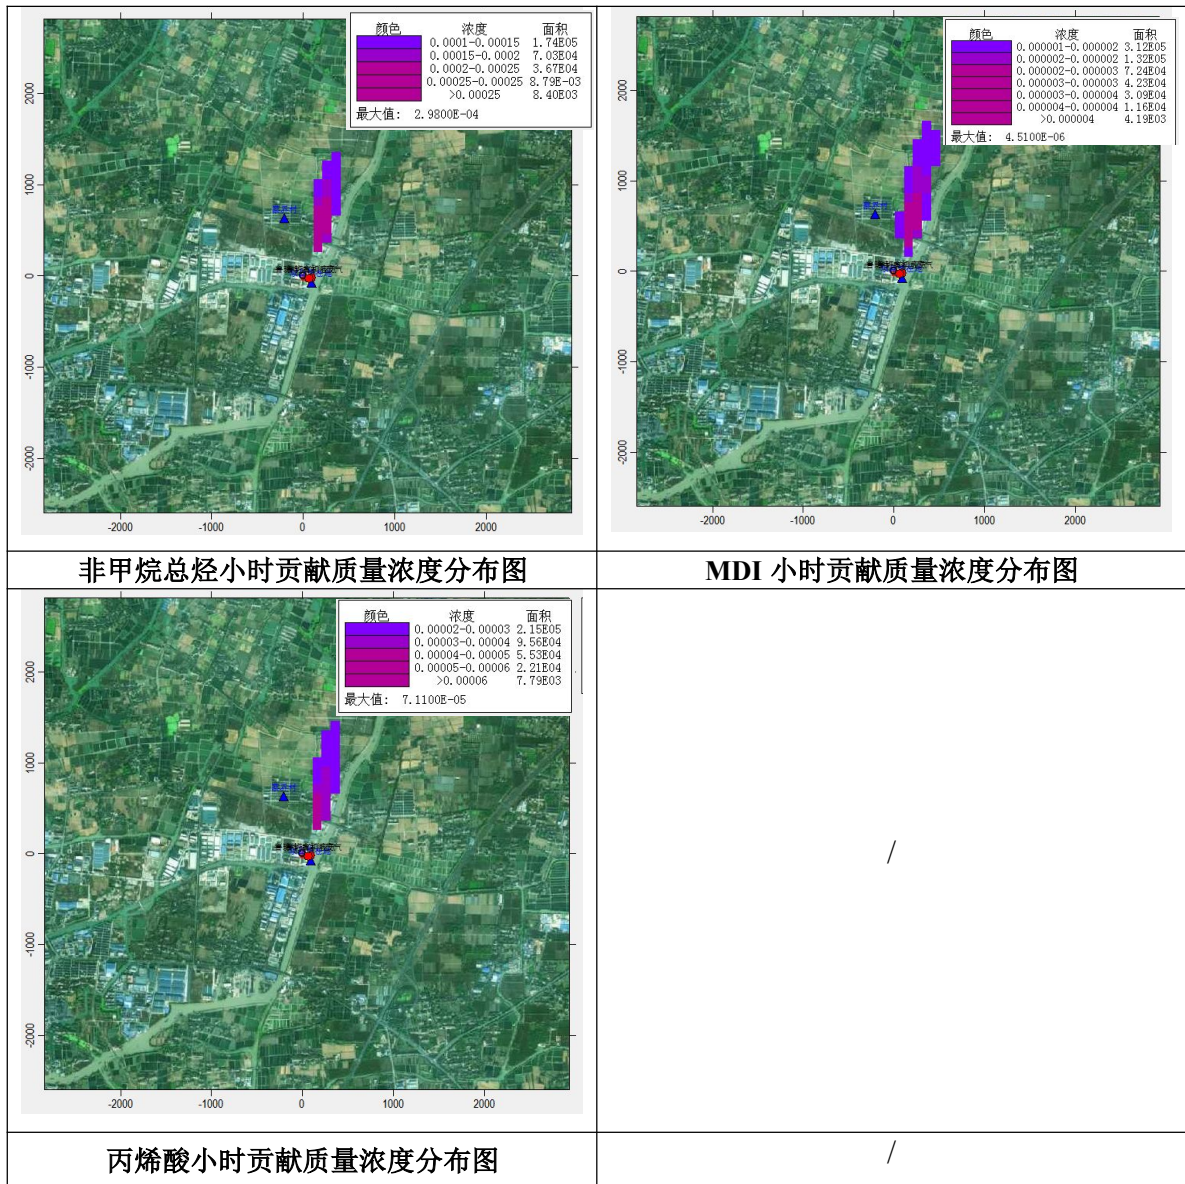 颜色 浓度 面积
0.0001-0.00015 1.74E05
0.00015-0.0002 7.03E04
0.0002-0.00025 3.67E04
0.00025-0.00025 8.79E-03
>0.00025 8.40E03
最大值: 2.9800E-04
2000
1000
0
-1000
-2000
-2000 -1000 0 1000 2000
颜色 浓度 面积
0.000001-0.000002 3.12E05
0.000002-0.000002 1.32E05
0.000002-0.000003 7.24E04
0.000003-0.000003 4.23E04
0.000003-0.000004 3.09E04
0.000004-0.000004 1.16E04
>0.000004 4.19E03
最大值: 4.5100E-06
2000
1000
0
-1000
-2000
-2000 -1000 0 1000 2000
非甲烷总烃小时贡献质量浓度分布图
MDI 小时贡献质量浓度分布图
颜色 浓度 面积
0.00002-0.00003 2.15E05
0.00003-0.00004 9.56E04
0.00004-0.00005 5.53E04
0.00005-0.00006 2.21E04
>0.00006 7.79E03
最大值: 7.1100E-05
2000
1000
0
-1000
-2000
-2000 -1000 0 1000 2000
/
丙烯酸小时贡献质量浓度分布图
/